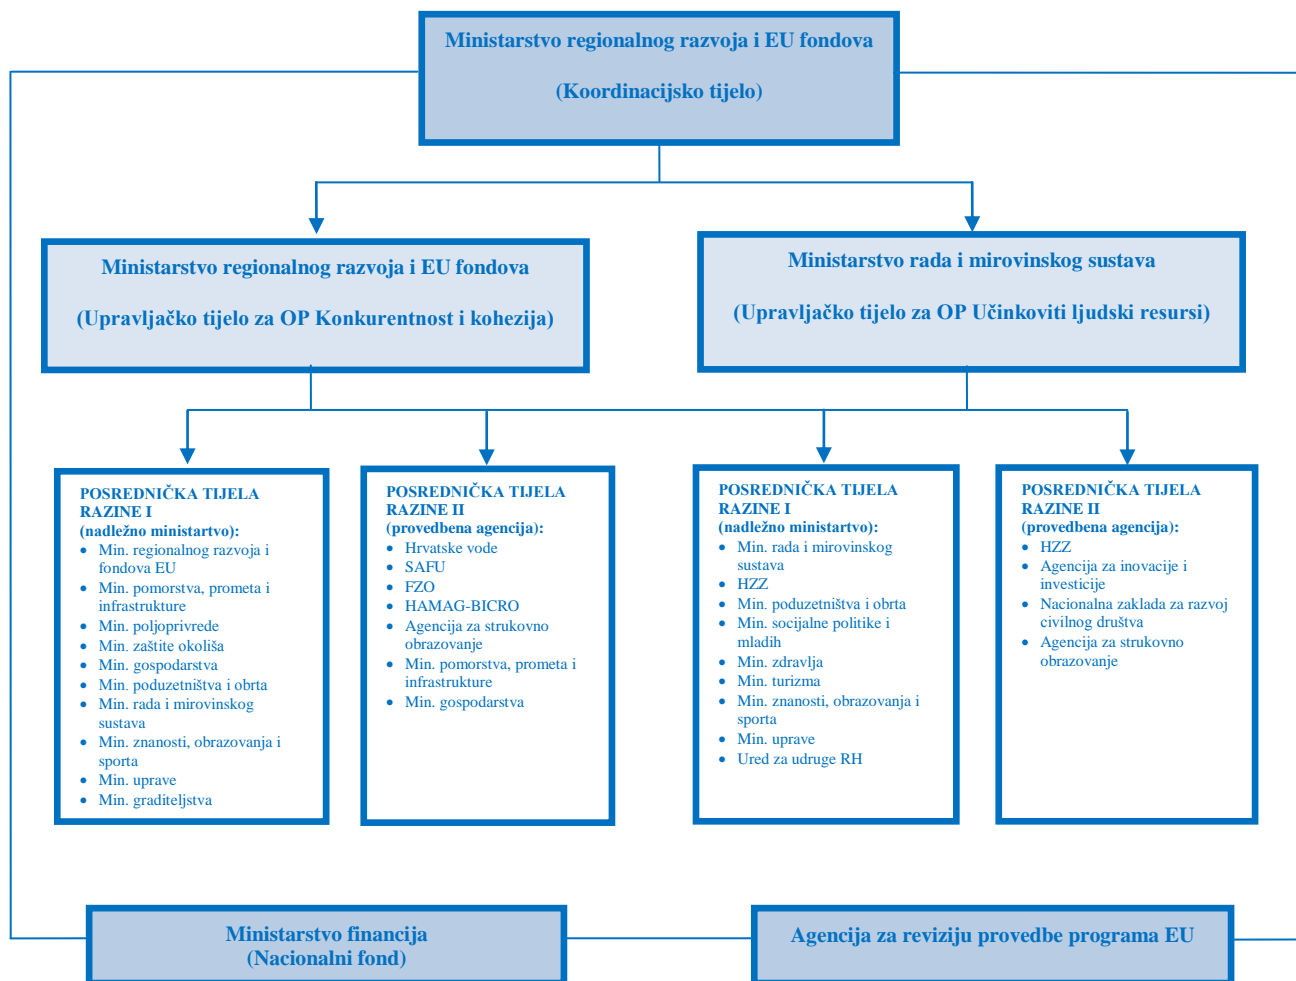 Ministarstvo regionalnog razvoja i EU fondova
(Koordinacijsko tijelo)
Ministarstvo regionalnog razvoja i EU fondova
(Upravljačko tijelo za OP Konkurentnost i kohezija)
Ministarstvo rada i mirovinskog sustava
(Upravljačko tijelo za OP Učinkoviti ljudski resursi)
POSREDNIČKA TIJELA
RAZINE I
(nadležno ministartvo):
• Min. regionalnog razvoja i
fondova EU
• Min. pomorstva, prometa i
infrastrukture
• Min. poljoprivrede
• Min. zaštite okoliša
• Min. gospodarstva
• Min. poduzetništva i obrta
• Min. rada i mirovinskog
sustava
• Min. znanosti, obrazovanja i
sporta
• Min. uprave
• Min. graditeljstva
POSREDNIČKA TIJELA
RAZINE II
(provedbena agencija):
• Hrvatske vode
• SAFU
• FZO
• HAMAG-BICRO
• Agencija za strukovno
obrazovanje
• Min. pomorstva, prometa i
infrastrukture
• Min. gospodarstva
POSREDNIČKA TIJELA
RAZINE I
(nadležno ministartvo):
• Min. rada i mirovinskog
sustava
• HZZ
• Min. poduzetništva i obrta
• Min. socijalne politike i
mladih
• Min. zdravlja
• Min. turizma
• Min. znanosti, obrazovanja i
sporta
• Min. uprave
• Ured za udruge RH
POSREDNIČKA TIJELA
RAZINE II
(provedbena agencija):
• HZZ
• Agencija za inovacije i
investicije
• Nacionalna zaklada za razvoj
civilnog društva
• Agencija za strukovno
obrazovanje
Ministarstvo financija
(Nacionalni fond)
Agencija za reviziju provedbe programa EU